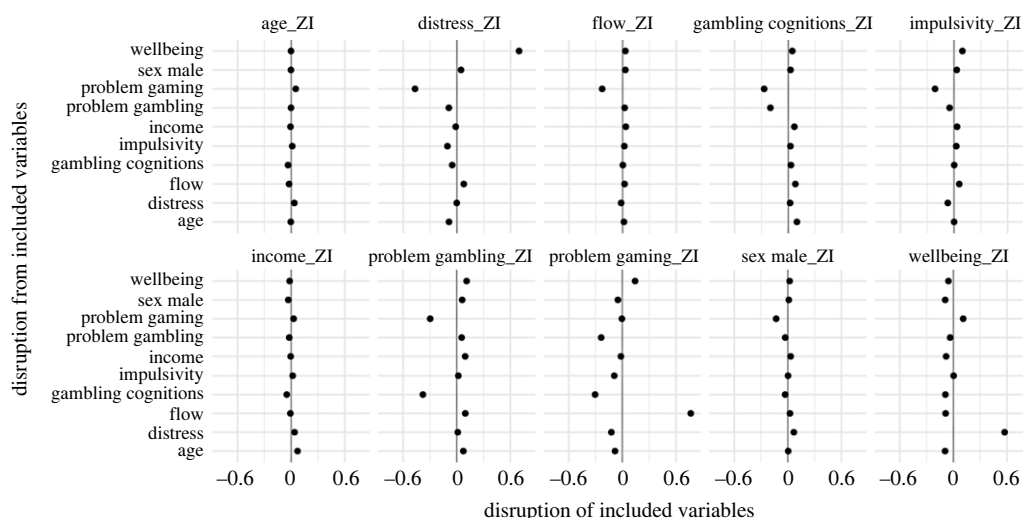 age_ZI distress_ZI flow_ZI gambling cognitions_ZI impulsivity_ZI
wellbeing
sex male
problem gaming
problem gambling
income
impulsivity
gambling cognitions
flow
distress
age
disruption from included variables
income_ZI problem gambling_ZI problem gaming_ZI sex male_ZI wellbeing_ZI
wellbeing
sex male
problem gaming
problem gambling
income
impulsivity
gambling cognitions
flow
distress
age
−0.6 0 0.6 −0.6 0 0.6 −0.6 0 0.6 −0.6 0 0.6 −0.6 0 0.6
disruption of included variables